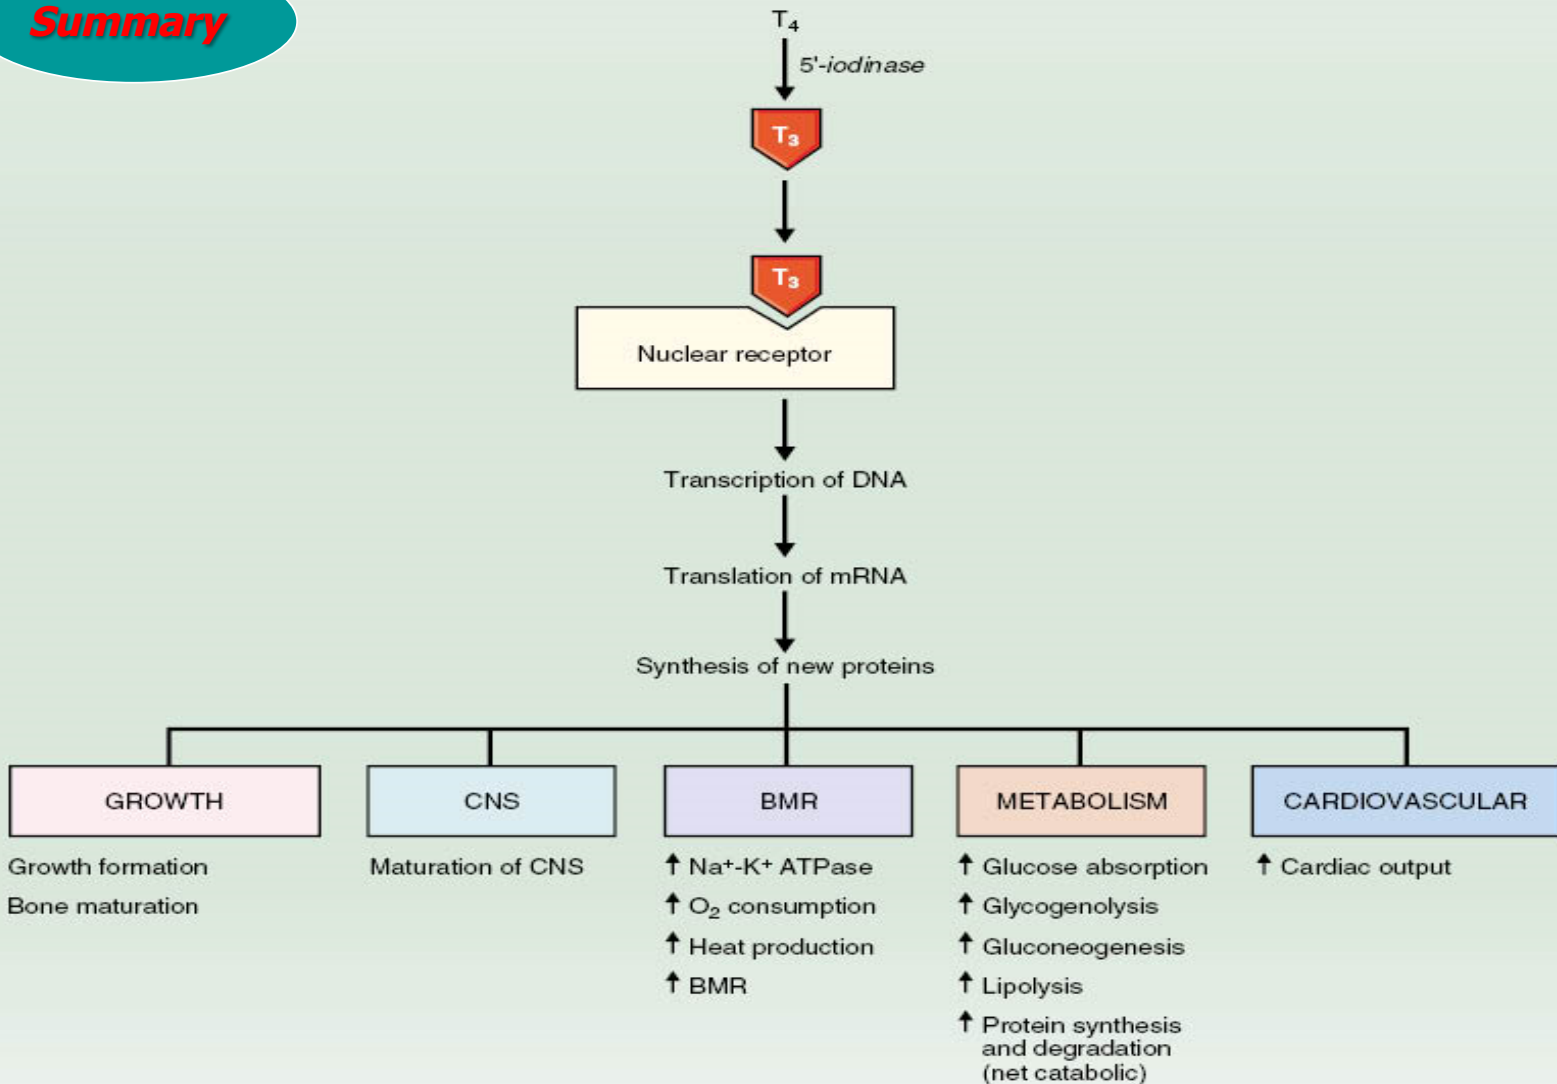 Summary
T₄
5'-iodinase
T₃
T₃
Nuclear receptor
Transcription of DNA
Translation of mRNA
Synthesis of new proteins
GROWTH
Growth formation
Bone maturation
CNS
Maturation of CNS
BMR
↑ Na⁺-K⁺ ATPase
↑ O₂ consumption
↑ Heat production
↑ BMR
METABOLISM
↑ Glucose absorption
↑ Glycogenolysis
↑ Gluconeogenesis
↑ Lipolysis
↑ Protein synthesis
and degradation
(net catabolic)
CARDIOVASCULAR
↑ Cardiac output